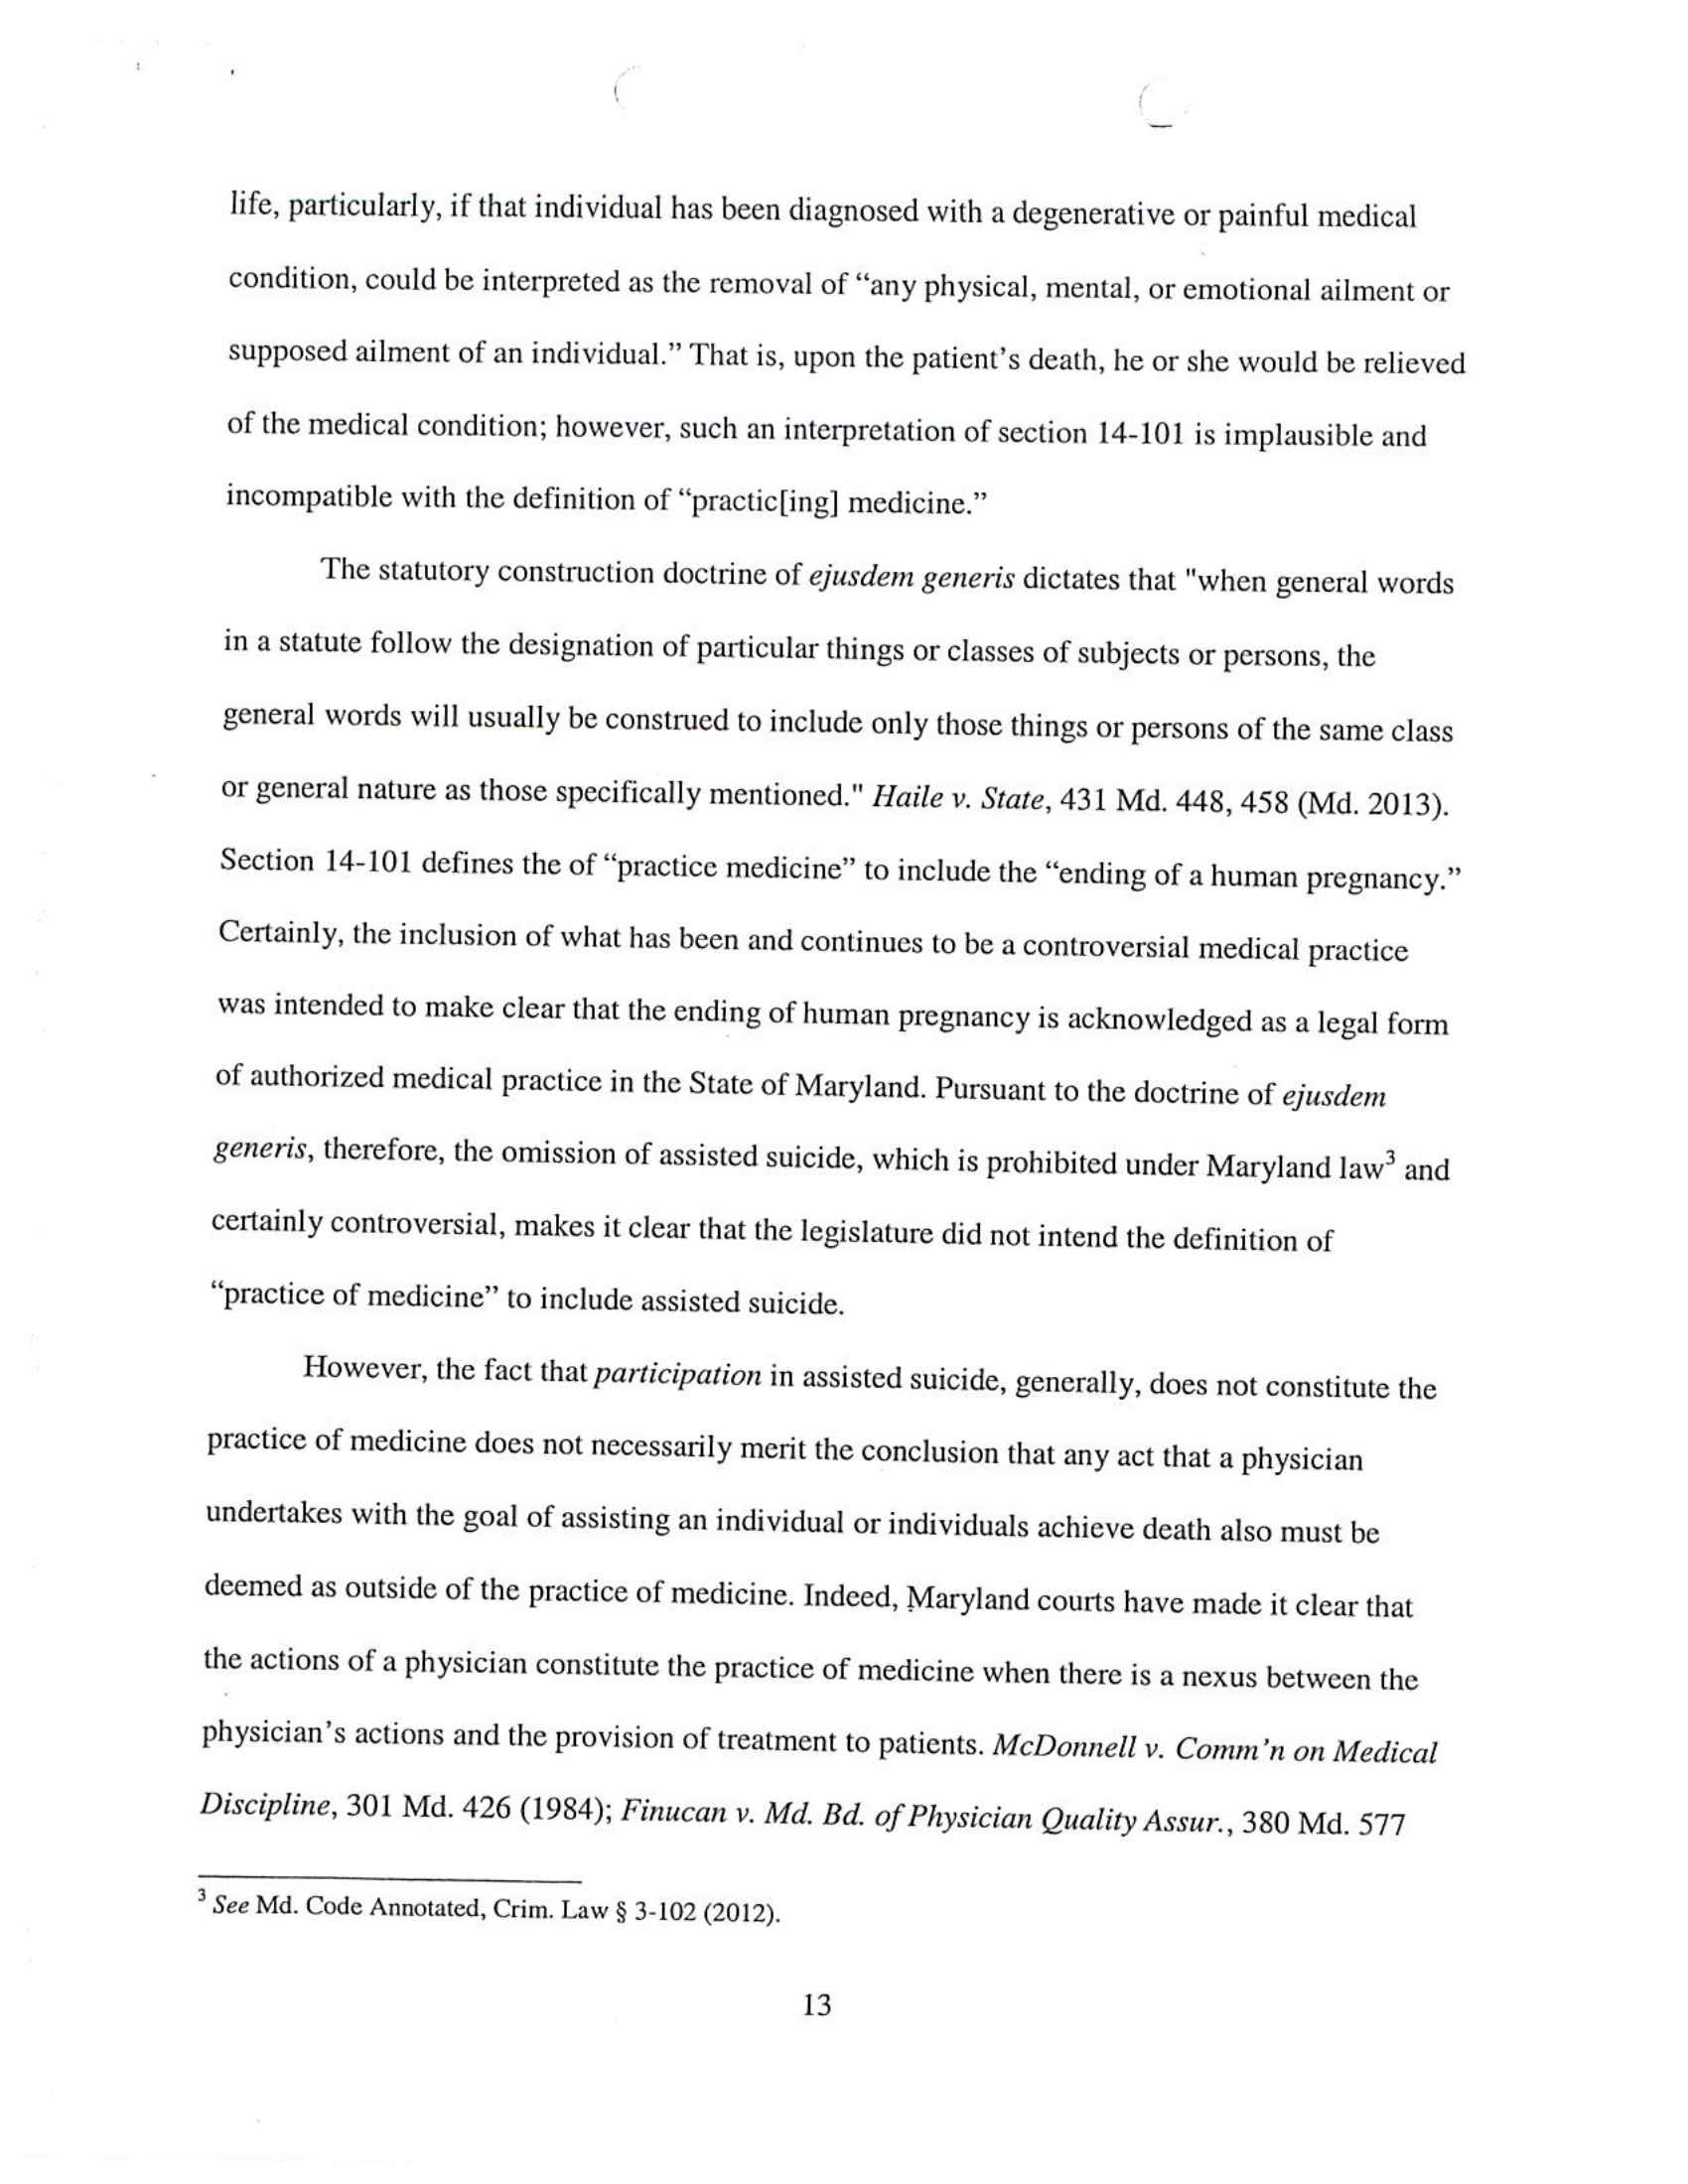 life, particularly, if that individual has been diagnosed with a degenerative or painful medical
condition, could be interpreted as the removal of “any physical, mental, or emotional ailment or
supposed ailment of an individual.” That is, upon the patient’s death, he or she would be relieved
of the medical condition; however, such an interpretation of section 14-101 is implausible and
incompatible with the definition of “practic[ing] medicine.”
The statutory construction doctrine of ejusdem generis dictates that "when general words
in a statute follow the designation of particular things or classes of subjects or persons, the
general words will usually be construed to include only those things or persons of the same class
or general nature as those specifically mentioned." Haile v. State, 431 Md. 448, 458 (Md. 2013).
Section 14-101 defines the of “practice medicine” to include the “ending of a human pregnancy.”
Certainly, the inclusion of what has been and continues to be a controversial medical practice
was intended to make clear that the ending of human pregnancy is acknowledged as a legal form
of authorized medical practice in the State of Maryland. Pursuant to the doctrine of ejusdem
generis, therefore, the omission of assisted suicide, which is prohibited under Maryland law³ and
certainly controversial, makes it clear that the legislature did not intend the definition of
“practice of medicine” to include assisted suicide.
However, the fact that participation in assisted suicide, generally, does not constitute the
practice of medicine does not necessarily merit the conclusion that any act that a physician
undertakes with the goal of assisting an individual or individuals achieve death also must be
deemed as outside of the practice of medicine. Indeed, Maryland courts have made it clear that
the actions of a physician constitute the practice of medicine when there is a nexus between the
physician’s actions and the provision of treatment to patients. McDonnell v. Comm’n on Medical
Discipline, 301 Md. 426 (1984); Finucan v. Md. Bd. of Physician Quality Assur., 380 Md. 577
³ See Md. Code Annotated, Crim. Law § 3-102 (2012).
13